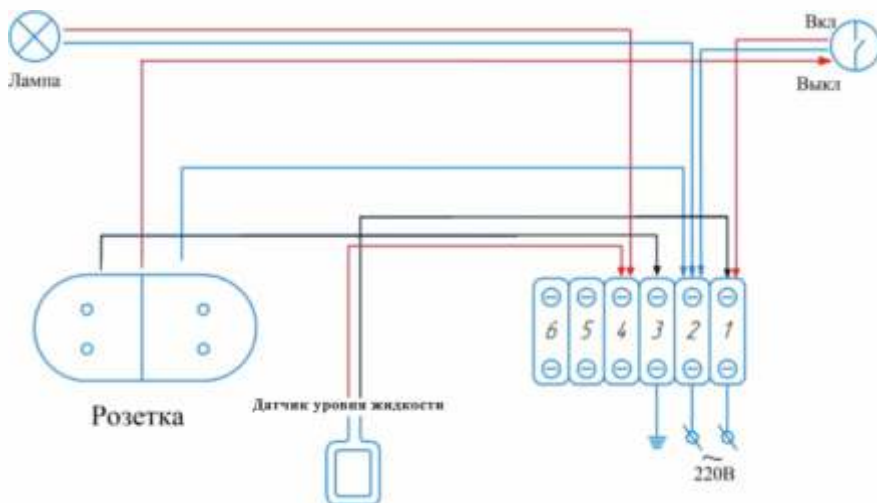 Вкл
Лампа
Выкл
6 5 4 3 2 1
Датчик уровня жидкости
Розетка
~
220В